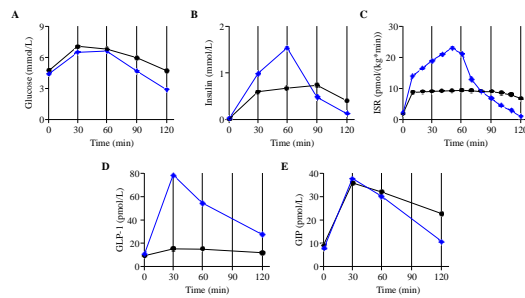 A
Glucose (mmol/L)
9
6
3
0
0 30 60 90 120
Time (min)
B
Insulin (nmol/L)
2
1
0
0 30 60 90 120
Time (min)
C
ISR (pmol/(kg*min))
30
20
10
0
0 30 60 90 120
Time (min)
D
GLP-1 (pmol/L)
80
60
40
20
0
0 30 60 90 120
Time (min)
E
GIP (pmol/L)
40
30
20
10
0
0 30 60 90 120
Time (min)